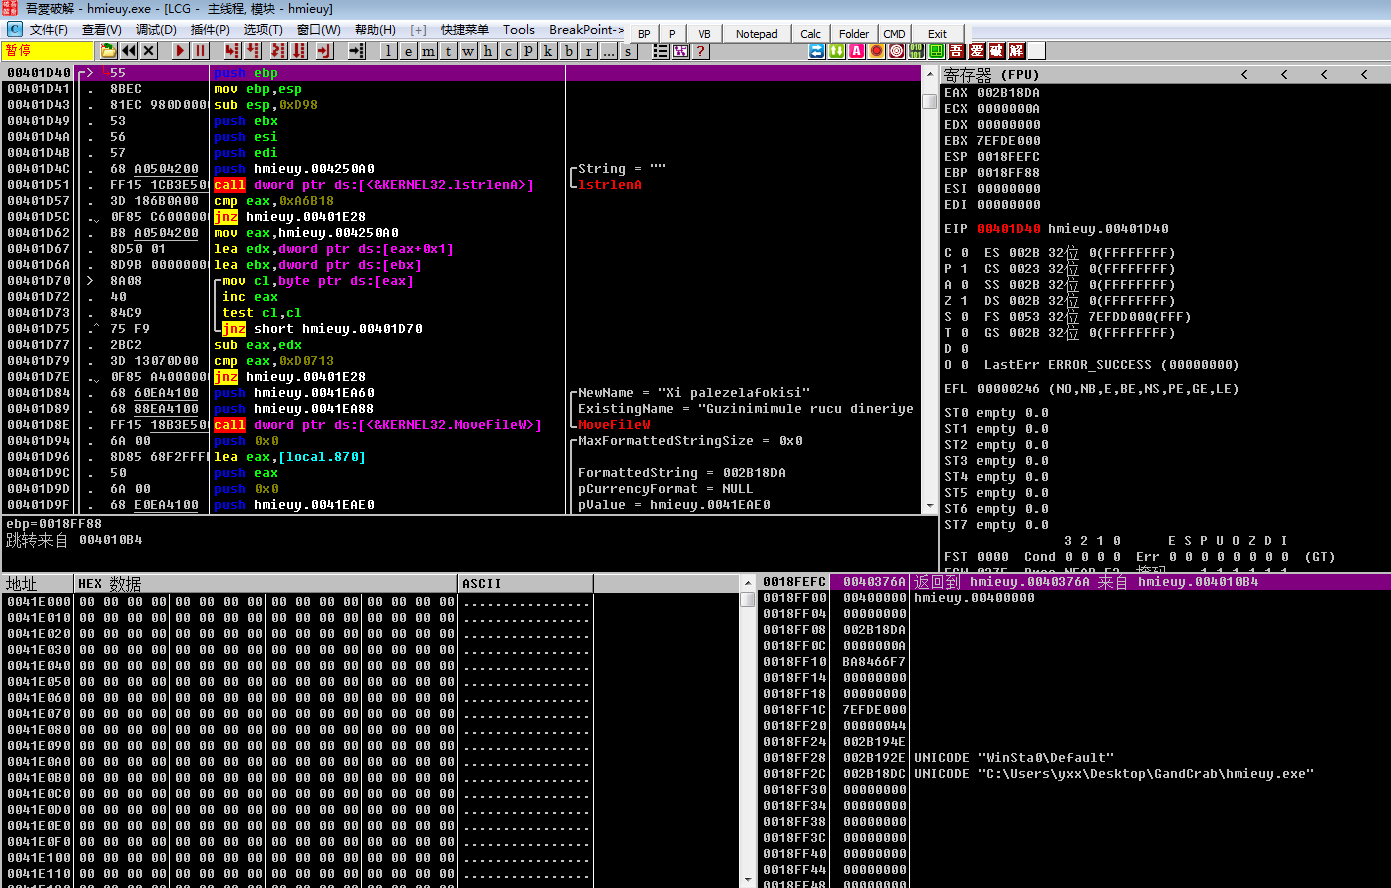 吾愛破解 - hmieuy.exe - [LCG - 主线程, 模块 - hmieuy]
文件(F) 查看(V) 调试(D) 插件(P) 选项(T) 窗口(W) 帮助(H) [+] 快捷菜单 Tools BreakPoint-> BP P VB Notepad Calc Folder CMD Exit
暂停 l e m t w h c p k b r ... s ? 吾 爱 破 解
00401D40 > 55 push ebp
00401D41 . 8BEC mov ebp,esp
00401D43 . 81EC 980D0000 sub esp,0xD98
00401D49 . 53 push ebx
00401D4A . 56 push esi
00401D4B . 57 push edi
00401D4C . 68 A0504200 push hmieuy.004250A0 String = ""
00401D51 . FF15 1CB3E500 call dword ptr ds:[<&KERNEL32.lstrlenA>] lstrlenA
00401D57 . 3D 186B0A00 cmp eax,0xA6B18
00401D5C . 0F85 C6000000 jnz hmieuy.00401E28
00401D62 . B8 A0504200 mov eax,hmieuy.004250A0
00401D67 . 8D50 01 lea edx,dword ptr ds:[eax+0x1]
00401D6A . 8D9B 00000000 lea ebx,dword ptr ds:[ebx]
00401D70 > 8A08 mov cl,byte ptr ds:[eax]
00401D72 . 40 inc eax
00401D73 . 84C9 test cl,cl
00401D75 .^ 75 F9 jnz short hmieuy.00401D70
00401D77 . 2BC2 sub eax,edx
00401D79 . 3D 13070D00 cmp eax,0xD0713
00401D7E . 0F85 A4000000 jnz hmieuy.00401E28
00401D84 . 68 60EA4100 push hmieuy.0041EA60 NewName = "Xi palezelafokisi"
00401D89 . 68 88EA4100 push hmieuy.0041EA88 ExistingName = "Guzinimimule rucu dineriye
00401D8E . FF15 18B3E500 call dword ptr ds:[<&KERNEL32.MoveFileW>] MoveFileW
00401D94 . 6A 00 push 0x0 MaxFormattedStringSize = 0x0
00401D96 . 8D85 68F2FFFF lea eax,[local.870]
00401D9C . 50 push eax FormattedString = 002B18DA
00401D9D . 6A 00 push 0x0 pCurrencyFormat = NULL
00401D9F . 68 E0EA4100 push hmieuy.0041EAE0 pValue = hmieuy.0041EAE0
ebp=0018FF88
跳转来自 004010B4
寄存器 (FPU) < < < <
EAX 002B18DA
ECX 0000000A
EDX 00000000
EBX 7EFDE000
ESP 0018FEFC
EBP 0018FF88
ESI 00000000
EDI 00000000
EIP 00401D40 hmieuy.00401D40
C 0 ES 002B 32位 0(FFFFFFFF)
P 1 CS 0023 32位 0(FFFFFFFF)
A 0 SS 002B 32位 0(FFFFFFFF)
Z 1 DS 002B 32位 0(FFFFFFFF)
S 0 FS 0053 32位 7EFDD000(FFF)
T 0 GS 002B 32位 0(FFFFFFFF)
D 0
O 0 LastErr ERROR_SUCCESS (00000000)
EFL 00000246 (NO,NB,E,BE,NS,PE,GE,LE)
ST0 empty 0.0
ST1 empty 0.0
ST2 empty 0.0
ST3 empty 0.0
ST4 empty 0.0
ST5 empty 0.0
ST6 empty 0.0
ST7 empty 0.0
3 2 1 0 E S P U O Z D I
FST 0000 Cond 0 0 0 0 Err 0 0 0 0 0 0 0 0 (GT)
地址 HEX 数据 ASCII
0041E000 00 00 00 00 00 00 00 00 00 00 00 00 00 00 00 00 ................
0041E010 00 00 00 00 00 00 00 00 00 00 00 00 00 00 00 00 ................
0041E020 00 00 00 00 00 00 00 00 00 00 00 00 00 00 00 00 ................
0041E030 00 00 00 00 00 00 00 00 00 00 00 00 00 00 00 00 ................
0041E040 00 00 00 00 00 00 00 00 00 00 00 00 00 00 00 00 ................
0041E050 00 00 00 00 00 00 00 00 00 00 00 00 00 00 00 00 ................
0041E060 00 00 00 00 00 00 00 00 00 00 00 00 00 00 00 00 ................
0041E070 00 00 00 00 00 00 00 00 00 00 00 00 00 00 00 00 ................
0041E080 00 00 00 00 00 00 00 00 00 00 00 00 00 00 00 00 ................
0041E090 00 00 00 00 00 00 00 00 00 00 00 00 00 00 00 00 ................
0041E0A0 00 00 00 00 00 00 00 00 00 00 00 00 00 00 00 00 ................
0041E0B0 00 00 00 00 00 00 00 00 00 00 00 00 00 00 00 00 ................
0041E0C0 00 00 00 00 00 00 00 00 00 00 00 00 00 00 00 00 ................
0041E0D0 00 00 00 00 00 00 00 00 00 00 00 00 00 00 00 00 ................
0041E0E0 00 00 00 00 00 00 00 00 00 00 00 00 00 00 00 00 ................
0041E0F0 00 00 00 00 00 00 00 00 00 00 00 00 00 00 00 00 ................
0041E100 00 00 00 00 00 00 00 00 00 00 00 00 00 00 00 00 ................
0041E110 00 00 00 00 00 00 00 00 00 00 00 00 00 00 00 00 ................
0018FEFC 0040376A 返回到 hmieuy.0040376A 来自 hmieuy.004010B4
0018FF00 00400000 hmieuy.00400000
0018FF04 00000000
0018FF08 002B18DA
0018FF0C 0000000A
0018FF10 BA8466F7
0018FF14 00000000
0018FF18 00000000
0018FF1C 7EFDE000
0018FF20 00000044
0018FF24 002B194E
0018FF28 002B192E UNICODE "WinSta0\Default"
0018FF2C 002B18DC UNICODE "C:\Users\yxx\Desktop\GandCrab\hmieuy.exe"
0018FF30 00000000
0018FF34 00000000
0018FF38 00000000
0018FF3C 00000000
0018FF40 00000000
0018FF44 00000000